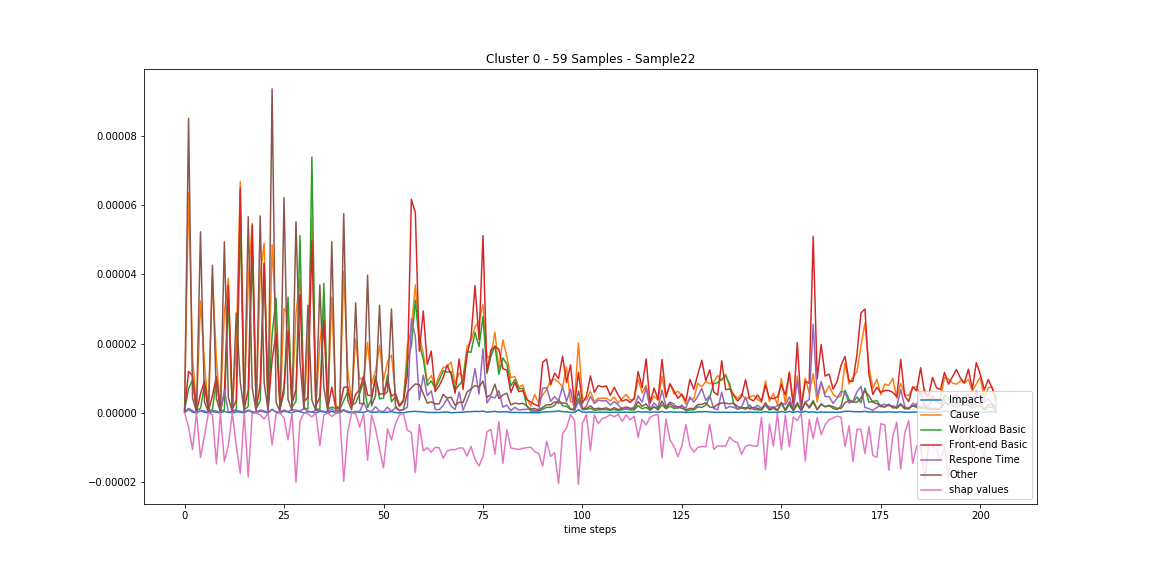 Cluster 0 - 59 Samples - Sample22
0.00008
0.00006
0.00004
0.00002
0.00000
−0.00002
0 25 50 75 100 125 150 175 200
time steps
Impact
Cause
Workload Basic
Front-end Basic
Respone Time
Other
shap values